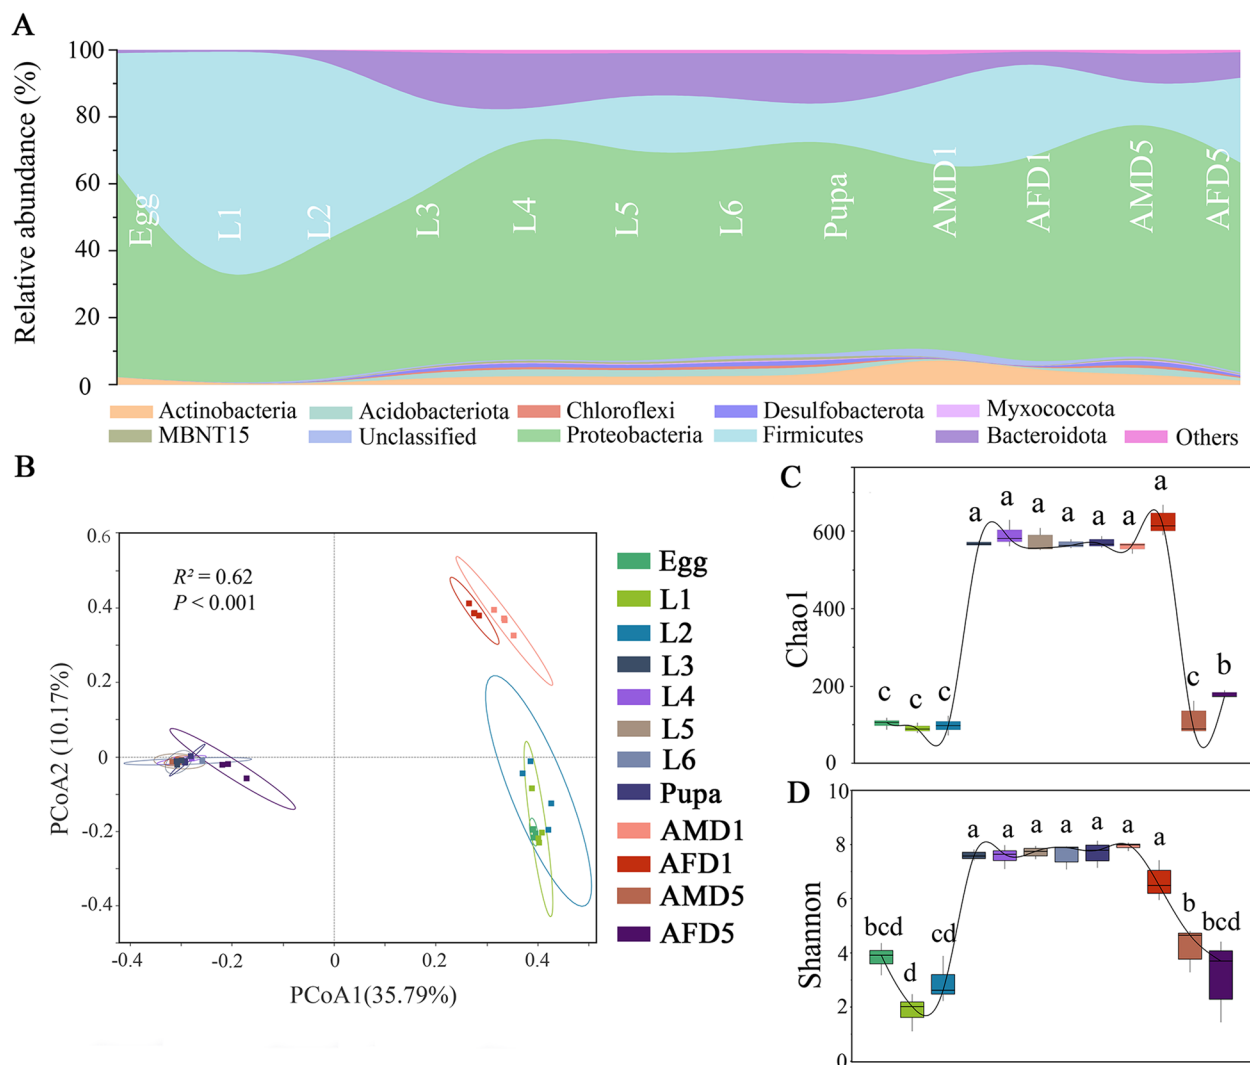 A
Relative abundance (%)
100
80
60
40
20
0
Egg
L1
L2
L3
L4
L5
L6
Pupa
AMD1
AFD1
AMD5
AFD5
Actinobacteria Acidobacteriota Chloroflexi Desulfobacterota Myxococcota
MBNT15 Unclassified Proteobacteria Firmicutes Bacteroidota Others
B
PCoA2 (10.17%)
0.6
0.4
0.2
0
-0.2
-0.4
R² = 0.62
P < 0.001
-0.4 -0.2 0 0.2 0.4
PCoA1(35.79%)
Egg
L1
L2
L3
L4
L5
L6
Pupa
AMD1
AFD1
AMD5
AFD5
C
Chao1
600
400
200
c c c a a a a a a a c b
D
Shannon
10
8
6
4
2
0
bcd d cd a a a a a a a b bcd